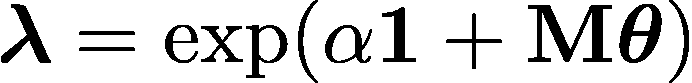 𝝀 = exp(α𝟏 + 𝐌𝜽)